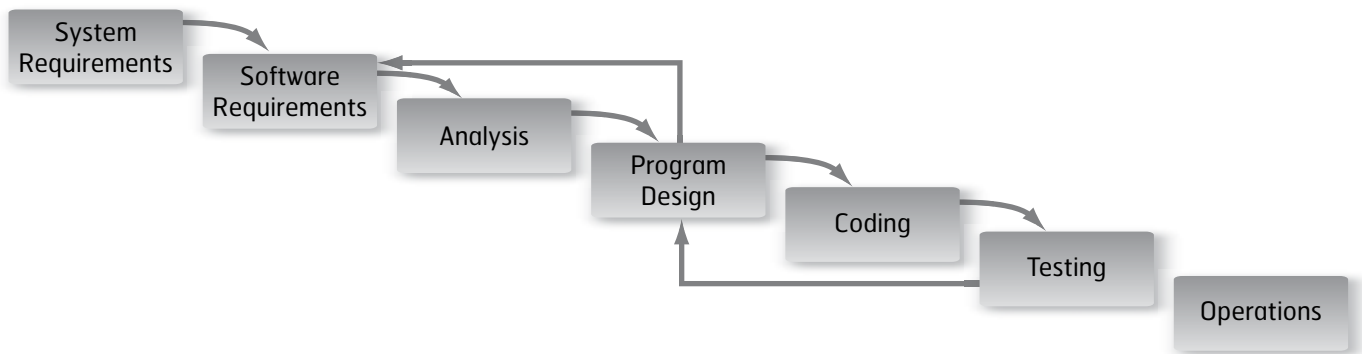 System
Requirements
Software
Requirements
Analysis
Program
Design
Coding
Testing
Operations